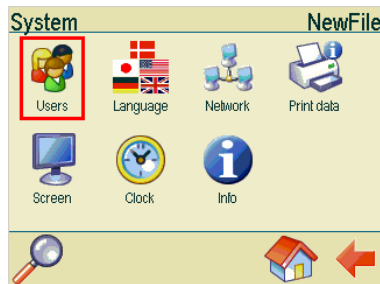 System NewFile
Users Language Network Print data
Screen Clock Info